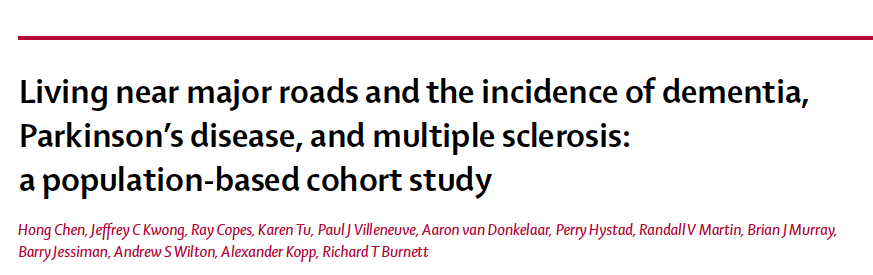 Living near major roads and the incidence of dementia,
Parkinson's disease, and multiple sclerosis:
a population-based cohort study
Hong Chen, Jeffrey C Kwong, Ray Copes, Karen Tu, Paul J Villeneuve, Aaron van Donkelaar, Perry Hystad, Randall V Martin, Brian J Murray,
Barry Jessiman, Andrew S Wilton, Alexander Kopp, Richard T Burnett